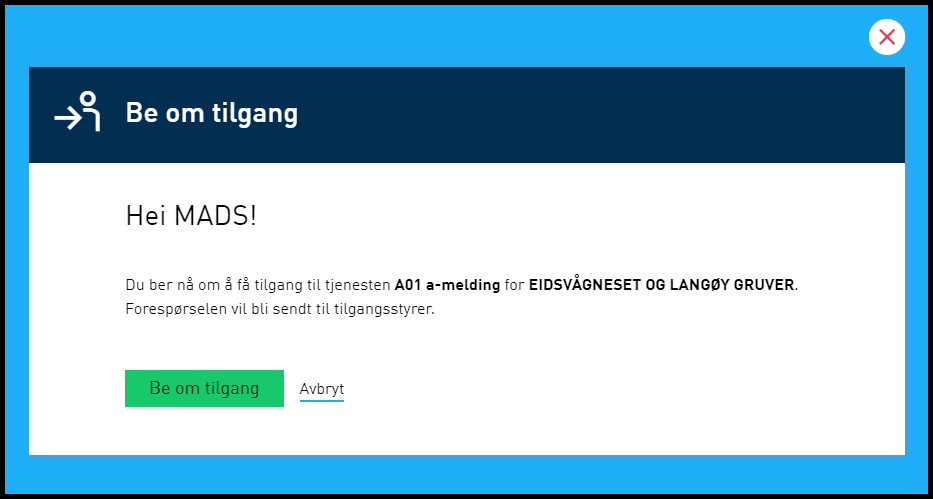 Be om tilgang
Hei MADS!
Du ber nå om å få tilgang til tjenesten A01 a-melding for EIDSVÅGNESET OG LANGØY GRUVER.
Forespørselen vil bli sendt til tilgangsstyrer.
Be om tilgang
Avbryt